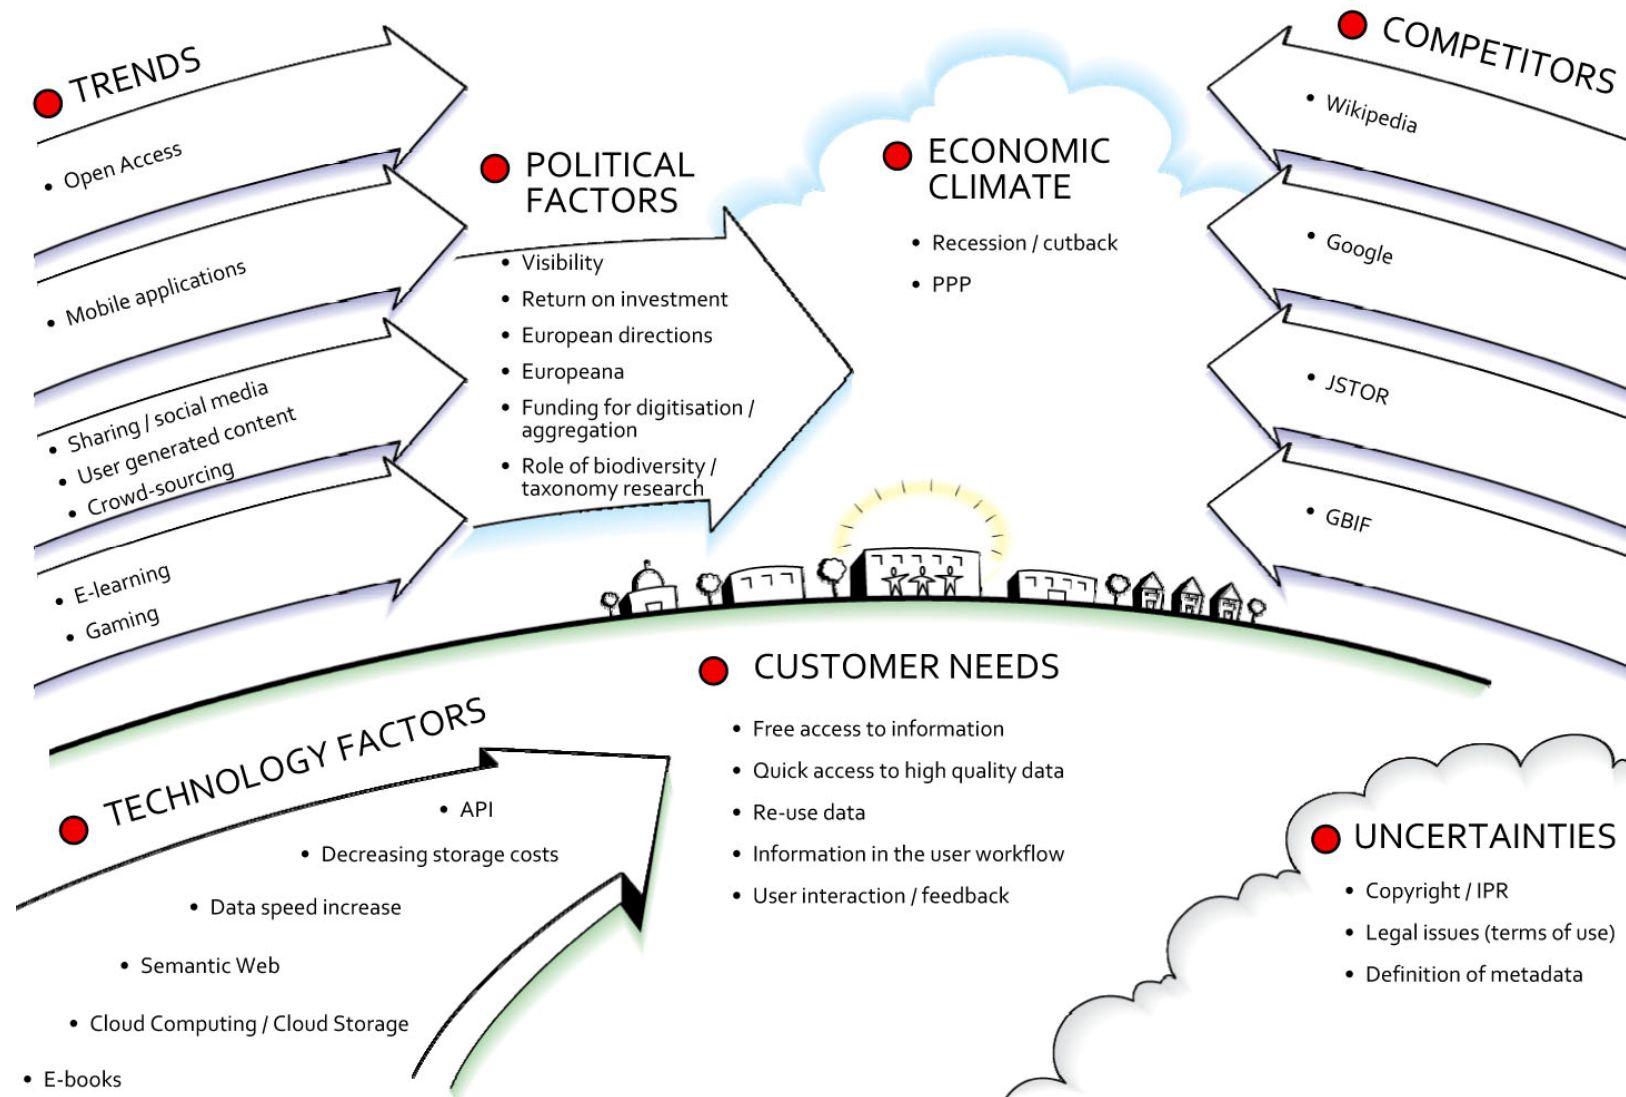 TRENDS
• Open Access
• Mobile applications
• Sharing / social media
• User generated content
• Crowd-sourcing
• E-learning
• Gaming
POLITICAL
FACTORS
• Visibility
• Return on investment
• European directions
• Europeana
• Funding for digitisation /
aggregation
• Role of biodiversity /
taxonomy research
ECONOMIC
CLIMATE
• Recession / cutback
• PPP
COMPETITORS
• Wikipedia
• Google
• JSTOR
• GBIF
TECHNOLOGY FACTORS
• API
• Decreasing storage costs
• Data speed increase
• Semantic Web
• Cloud Computing / Cloud Storage
• E-books
CUSTOMER NEEDS
• Free access to information
• Quick access to high quality data
• Re-use data
• Information in the user workflow
• User interaction / feedback
UNCERTAINTIES
• Copyright / IPR
• Legal issues (terms of use)
• Definition of metadata